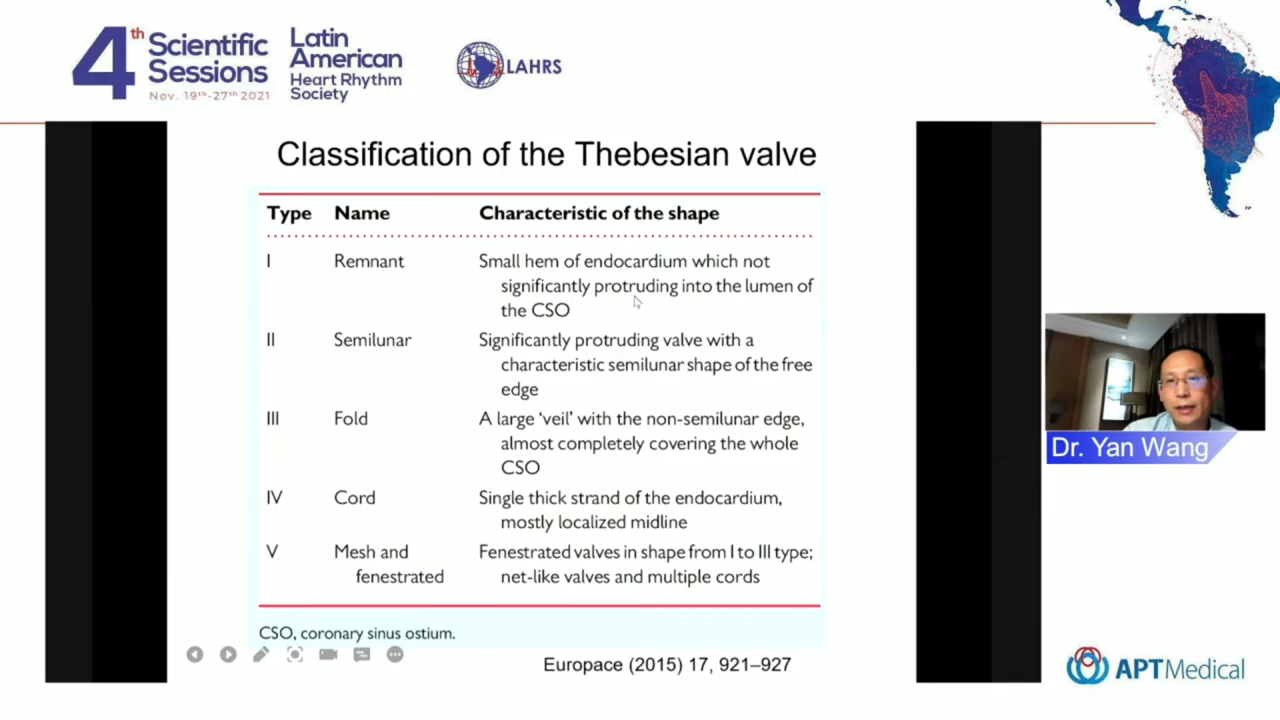 4th Scientific Sessions
Nov. 19th-27th 2021
Latin American Heart Rhythm Society
LAHRS
Classification of the Thebesian valve
Type Name Characteristic of the shape
I Remnant Small hem of endocardium which not
significantly protruding into the lumen of
the CSO
II Semilunar Significantly protruding valve with a
characteristic semilunar shape of the free
edge
III Fold A large ‘veil’ with the non-semilunar edge,
almost completely covering the whole
CSO
IV Cord Single thick strand of the endocardium,
mostly localized midline
V Mesh and Fenestrated valves in shape from I to III type;
fenestrated net-like valves and multiple cords
CSO, coronary sinus ostium.
Europace (2015) 17, 921–927
Dr. Yan Wang
APTMedical